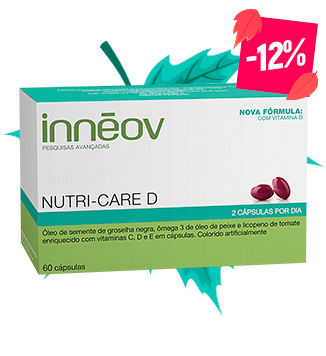 -12%
NOVA FÓRMULA:
COM VITAMINA D
innēov
PESQUISAS AVANÇADAS
NUTRI-CARE D
2 CÁPSULAS POR DIA
Óleo de semente de groselha negra, ômega 3 de óleo de peixe e licopeno de tomate
enriquecido com vitaminas C, D e E em cápsulas. Colorido artificialmente
60 cápsulas